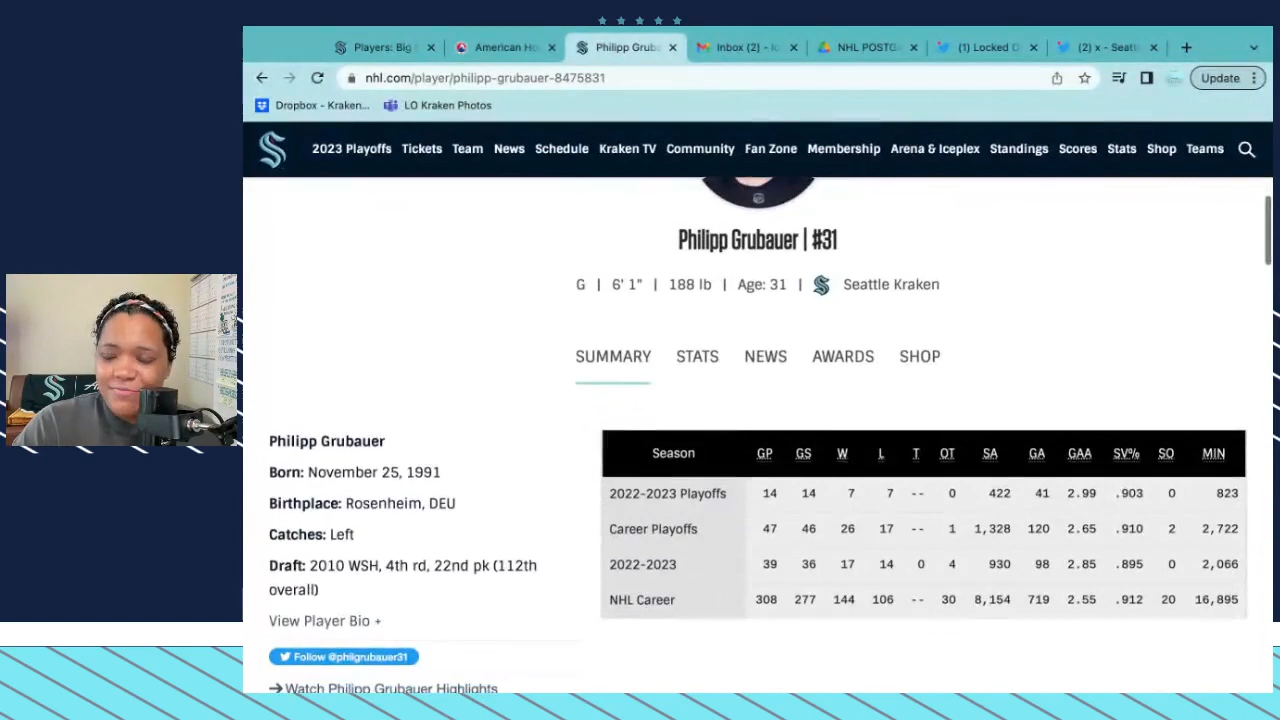 Players: Big
American Ho
Philipp Grub
Inbox (2) -
NHL POSTG
(1) Locked O
(2) x - Seatt
nhl.com/player/philipp-grubauer-8475831
Update
Dropbox - Kraken...
LO Kraken Photos
2023 Playoffs Tickets Team News Schedule Kraken TV Community Fan Zone Membership Arena & Iceplex Standings Scores Stats Shop Teams
Philipp Grubauer | #31
G | 6' 1" | 188 lb | Age: 31 | Seattle Kraken
SUMMARY STATS NEWS AWARDS SHOP
Philipp Grubauer
Born: November 25, 1991
Birthplace: Rosenheim, DEU
Catches: Left
Draft: 2010 WSH, 4th rd, 22nd pk (112th
overall)
View Player Bio +
Follow @philgrubauer31
Watch Philipp Grubauer Highlights
Season GP GS W L T OT SA GA GAA SV% SO MIN
2022-2023 Playoffs 14 14 7 7 -- 0 422 41 2.99 .903 0 823
Career Playoffs 47 46 26 17 -- 1 1,328 120 2.65 .910 2 2,722
2022-2023 39 36 17 14 0 4 930 98 2.85 .895 0 2,066
NHL Career 308 277 144 106 -- 30 8,154 719 2.55 .912 20 16,895